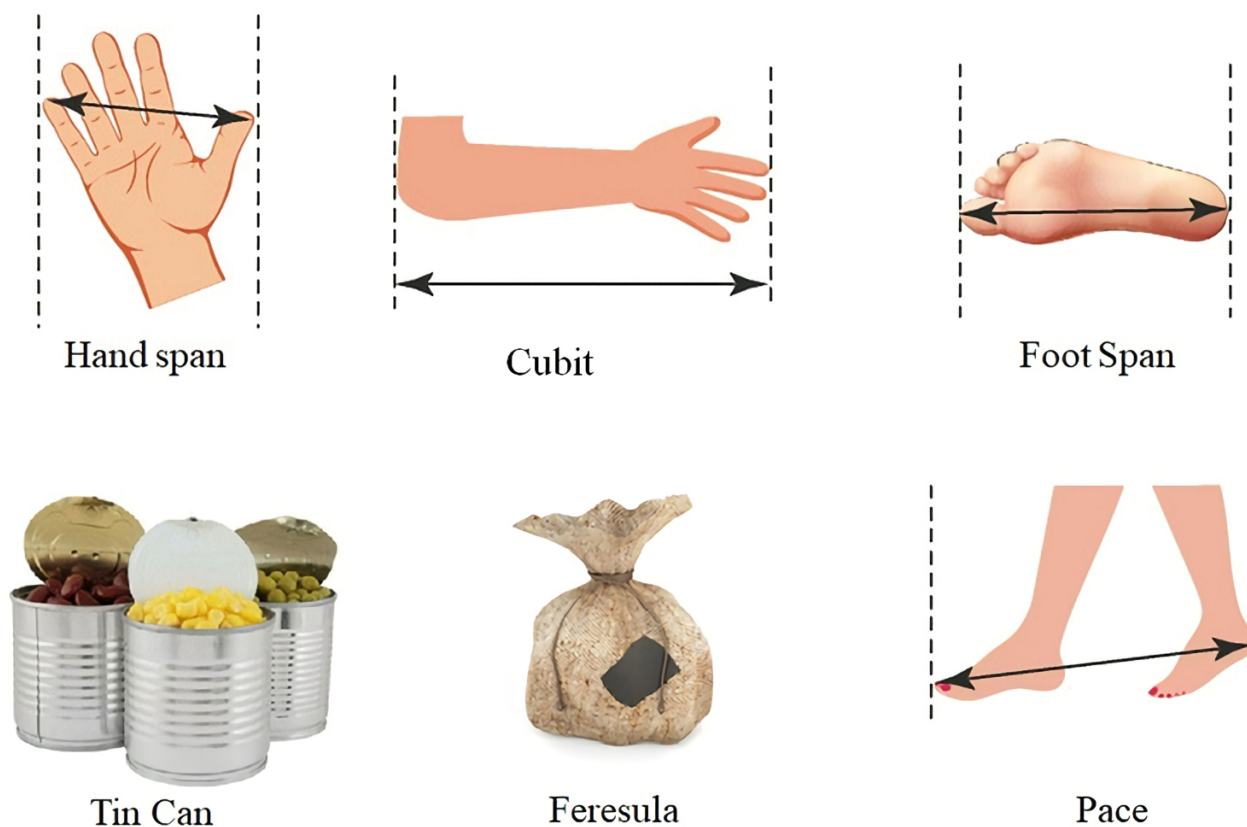 Hand span
Cubit
Foot Span
Tin Can
Feresula
Pace